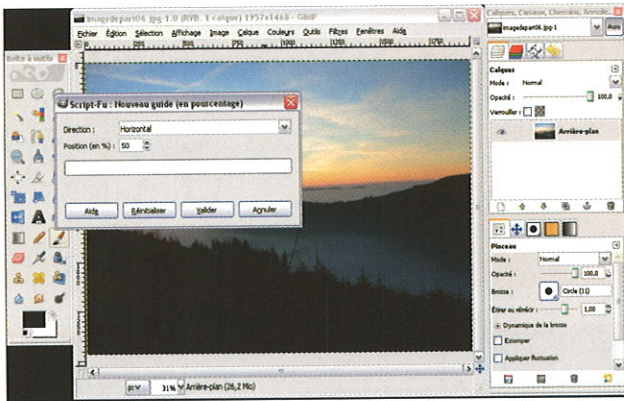 imagedepart06.jpg-1.0 (RVB, 1 calque) 1957x1468 – GIMP
Fichier Édition Sélection Affichage Image Calque Couleurs Outils Filtres Fenêtres Aide
Boîte à outils
Script-Fu : Nouveau guide (en pourcentage)
Direction : Horizontal
Position (en %) : 50
Aide Réinitialiser Valider Annuler
31% Arrière-plan (26,2 Mio)
Calques, Canaux, Chemins, Annule...
imagedepart06.jpg-1 Auto
Calques
Mode : Normal
Opacité : 100,0
Verrouiller :
Arrière-plan
Pinceau
Mode : Normal
Opacité : 100,0
Brosse : Circle (11)
Étirer ou rétrécir : 1,00
Dynamique de la brosse
Estomper
Appliquer fluctuation